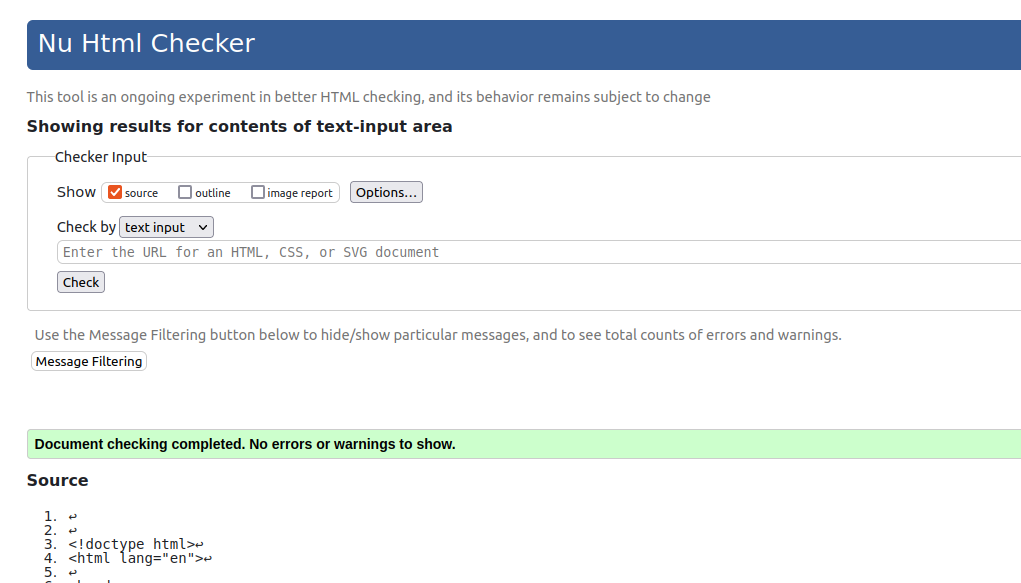 Nu Html Checker
This tool is an ongoing experiment in better HTML checking, and its behavior remains subject to change
Showing results for contents of text-input area
Checker Input
Show source outline image report Options...
Check by text input
Enter the URL for an HTML, CSS, or SVG document
Check
Use the Message Filtering button below to hide/show particular messages, and to see total counts of errors and warnings.
Message Filtering
Document checking completed. No errors or warnings to show.
Source
1. ↩
2. ↩
3. <!doctype html>↩
4. <html lang="en">↩
5. ↩